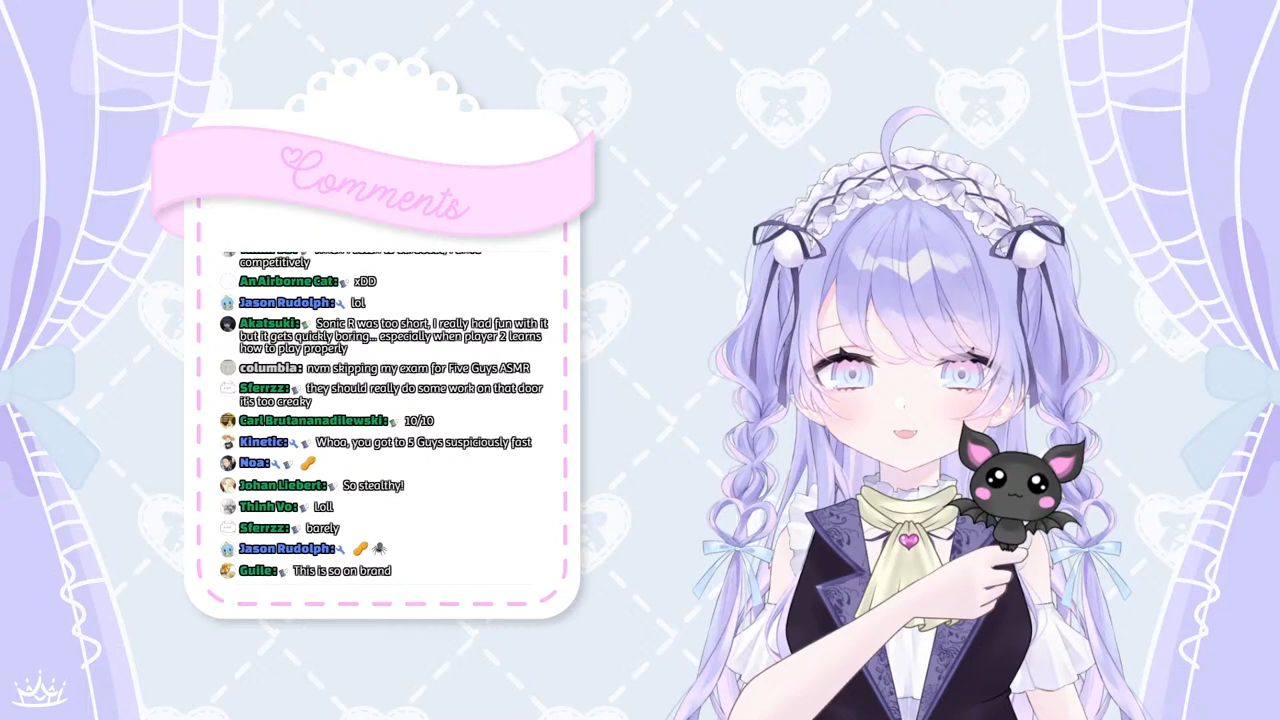 Comments
competitively
An Airborne Cat: xDD
Jason Rudolph: lol
Akatsuki: Sonic R was too short, I really had fun with it
but it gets quickly boring... especially when player 2 learns
how to play properly
columbia: nvm skipping my exam for Five Guys ASMR
Sferrzz: they should really do some work on that door
it's too creaky
Carl Brutananadilewski: 10/10
Kinetic: Whoa, you got to 5 Guys suspiciously fast
Noa: 🥜
Johan Liebert: So stealthy!
Thinh Vo: Loll
Sferrzz: barely
Jason Rudolph: 🥜 🕷
Guile: This is so on brand